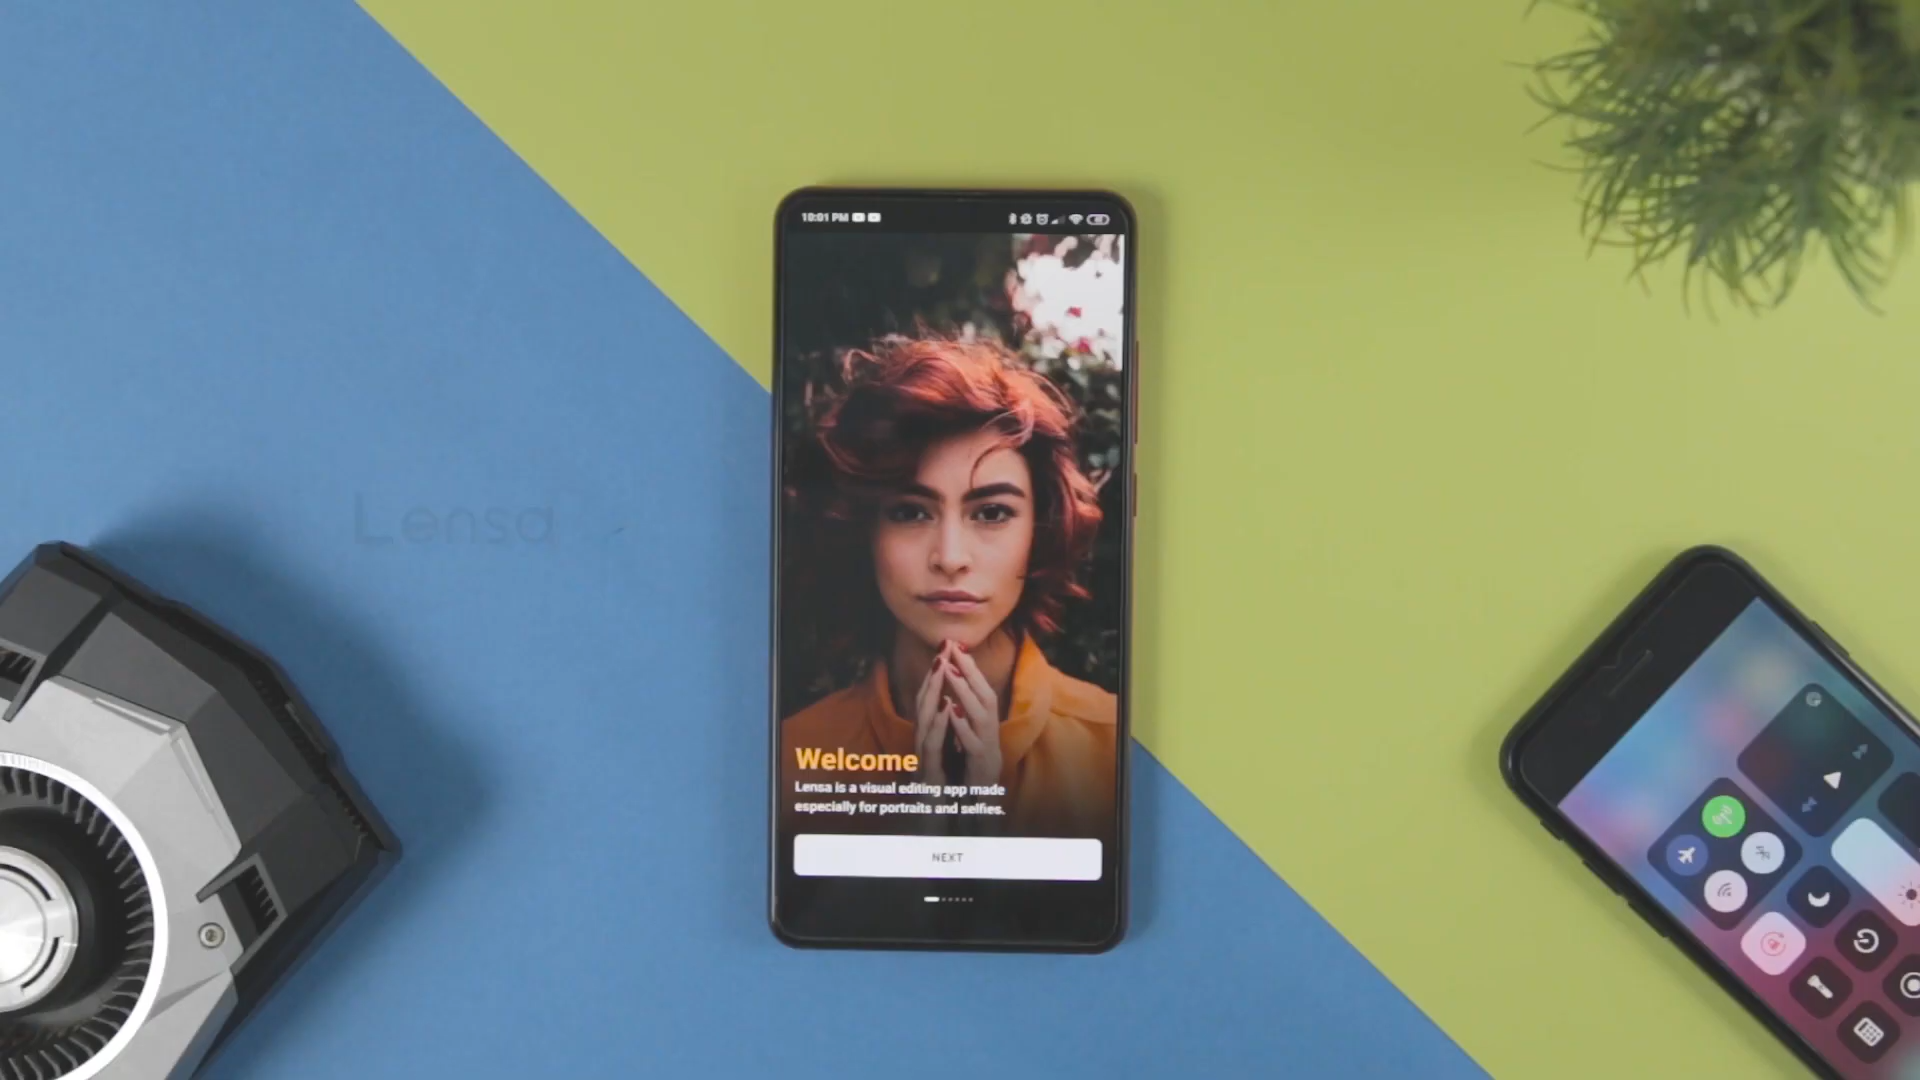 10:01 PM
Lensa
Welcome
Lensa is a visual editing app made
especially for portraits and selfies.
NEXT